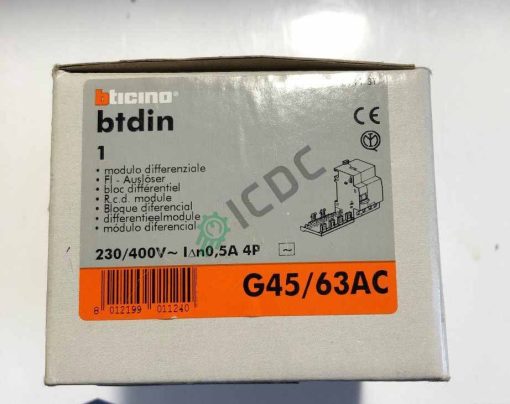 bticino®
btdin
1
• modulo differenziale
• FI - Auslöser
• bloc différentiel
• R.c.d. module
• Bloque diferencial
• differentieelmodule
• módulo diferencial
CE
ICDC
230/400V~ I∆n0,5A 4P ~
G45/63AC
8 012199 011240